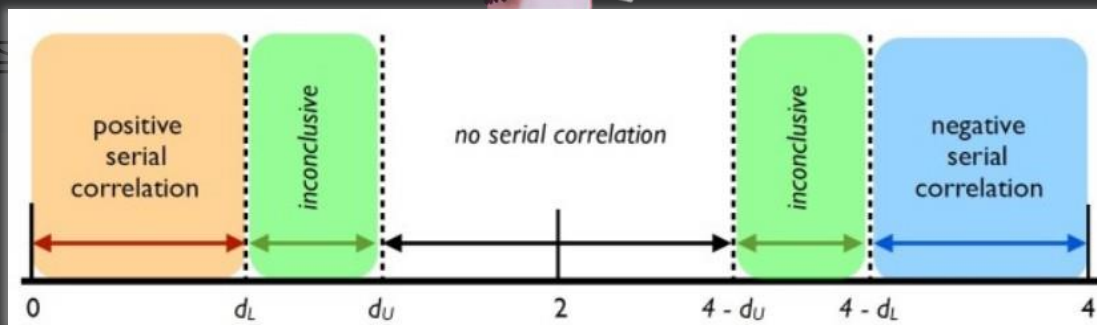 positive
serial
correlation
inconclusive
no serial correlation
inconclusive
negative
serial
correlation
0
dL
dU
2
4 - dU
4 - dL
4